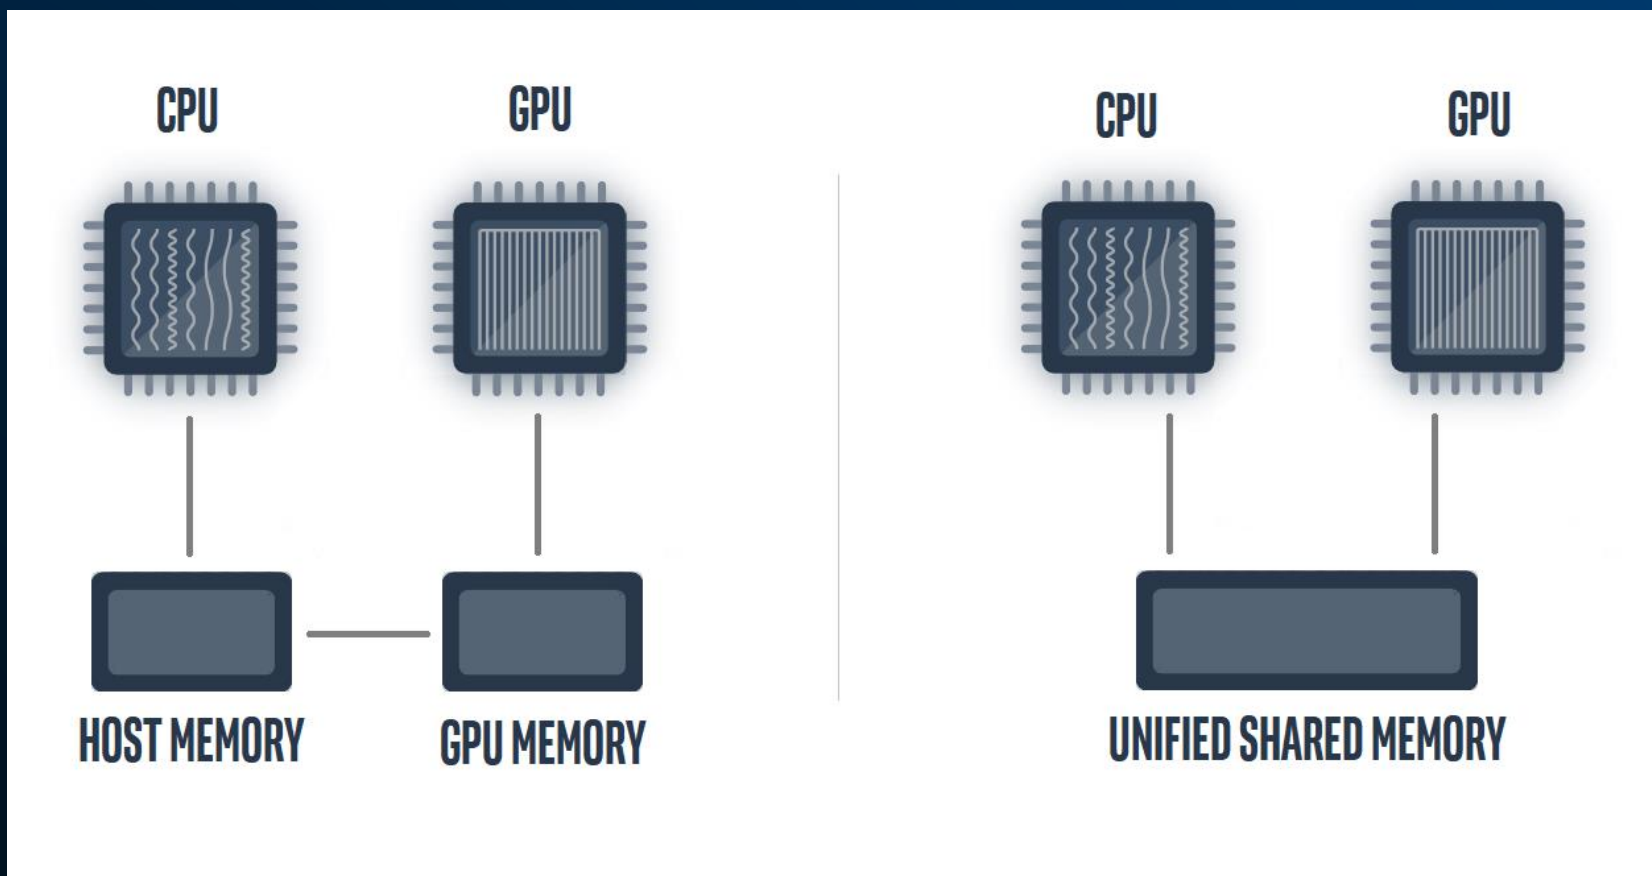 CPU
GPU
HOST MEMORY
GPU MEMORY
CPU
GPU
UNIFIED SHARED MEMORY